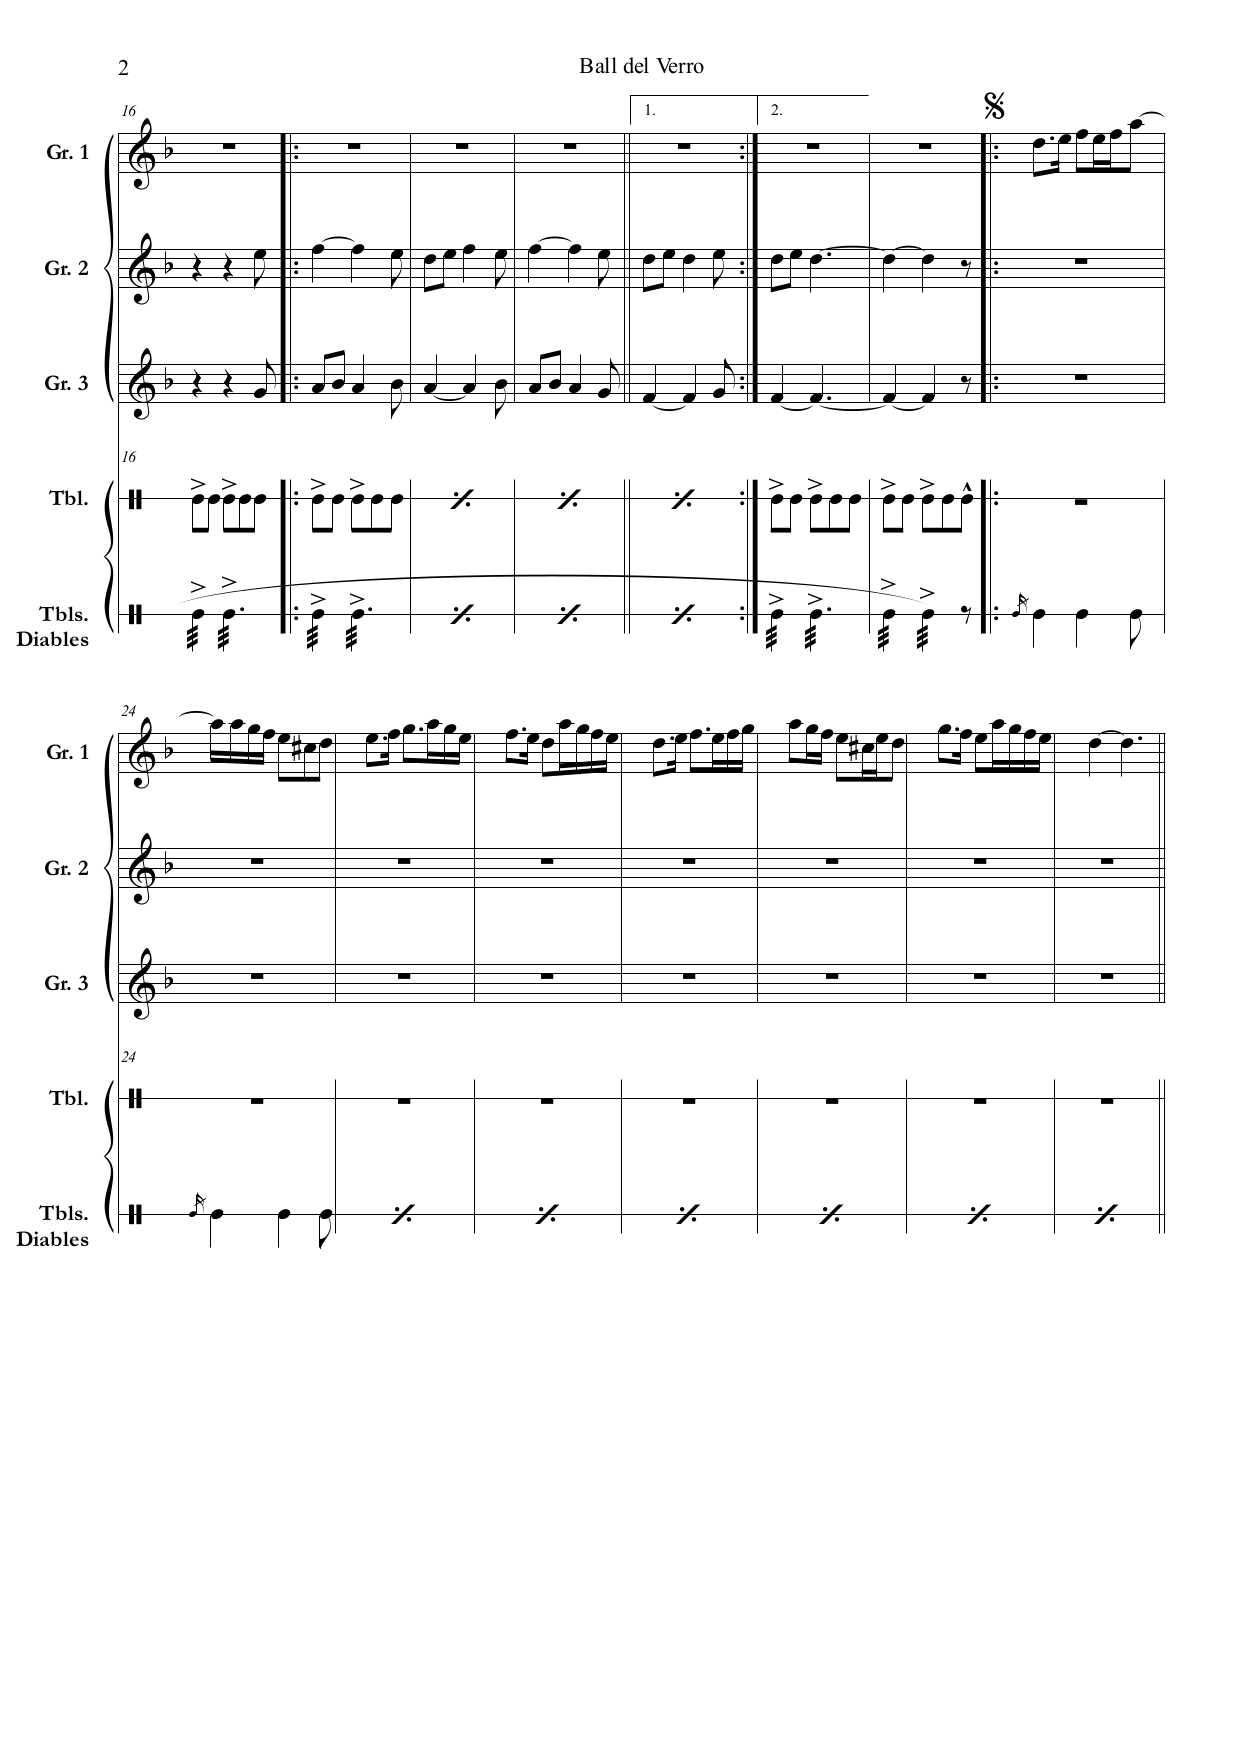 2
Ball del Verro
16
1.
2.
Gr. 1
Gr. 2
Gr. 3
16
Tbl.
Tbls.
Diables
24
Gr. 1
Gr. 2
Gr. 3
24
Tbl.
Tbls.
Diables